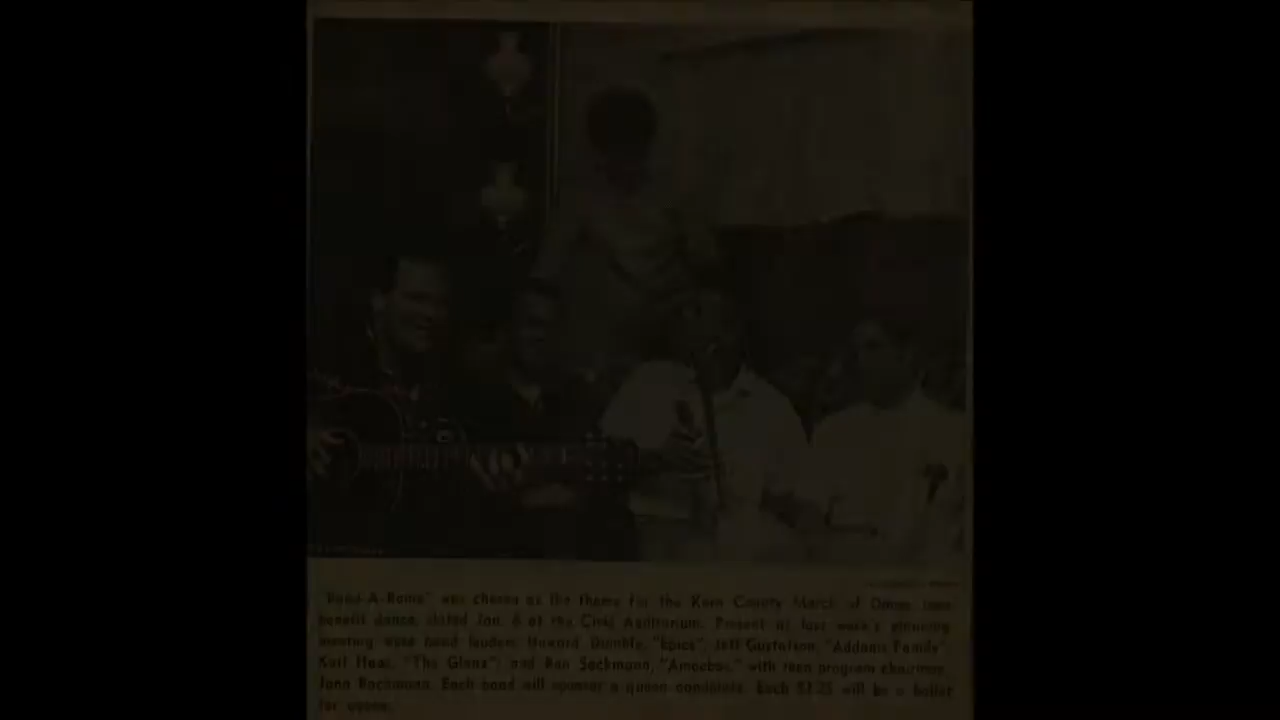 "Band-A-Rama" was chosen as the theme for the Kern County March of Dimes teen
benefit dance, slated Jan. 6 at the Civic Auditorium. Present at last week's planning
meeting were band leaders Howard Dumble, "Epics", Jeff Gustafson, "Addams Family",
Karl Haas, "The Glens"; and Ron Sackmann, "Amoebas," with teen program chairman,
Jana Rackmann. Each band will sponsor a queen candidate. Each $1.25 will be a ballot
for queen.